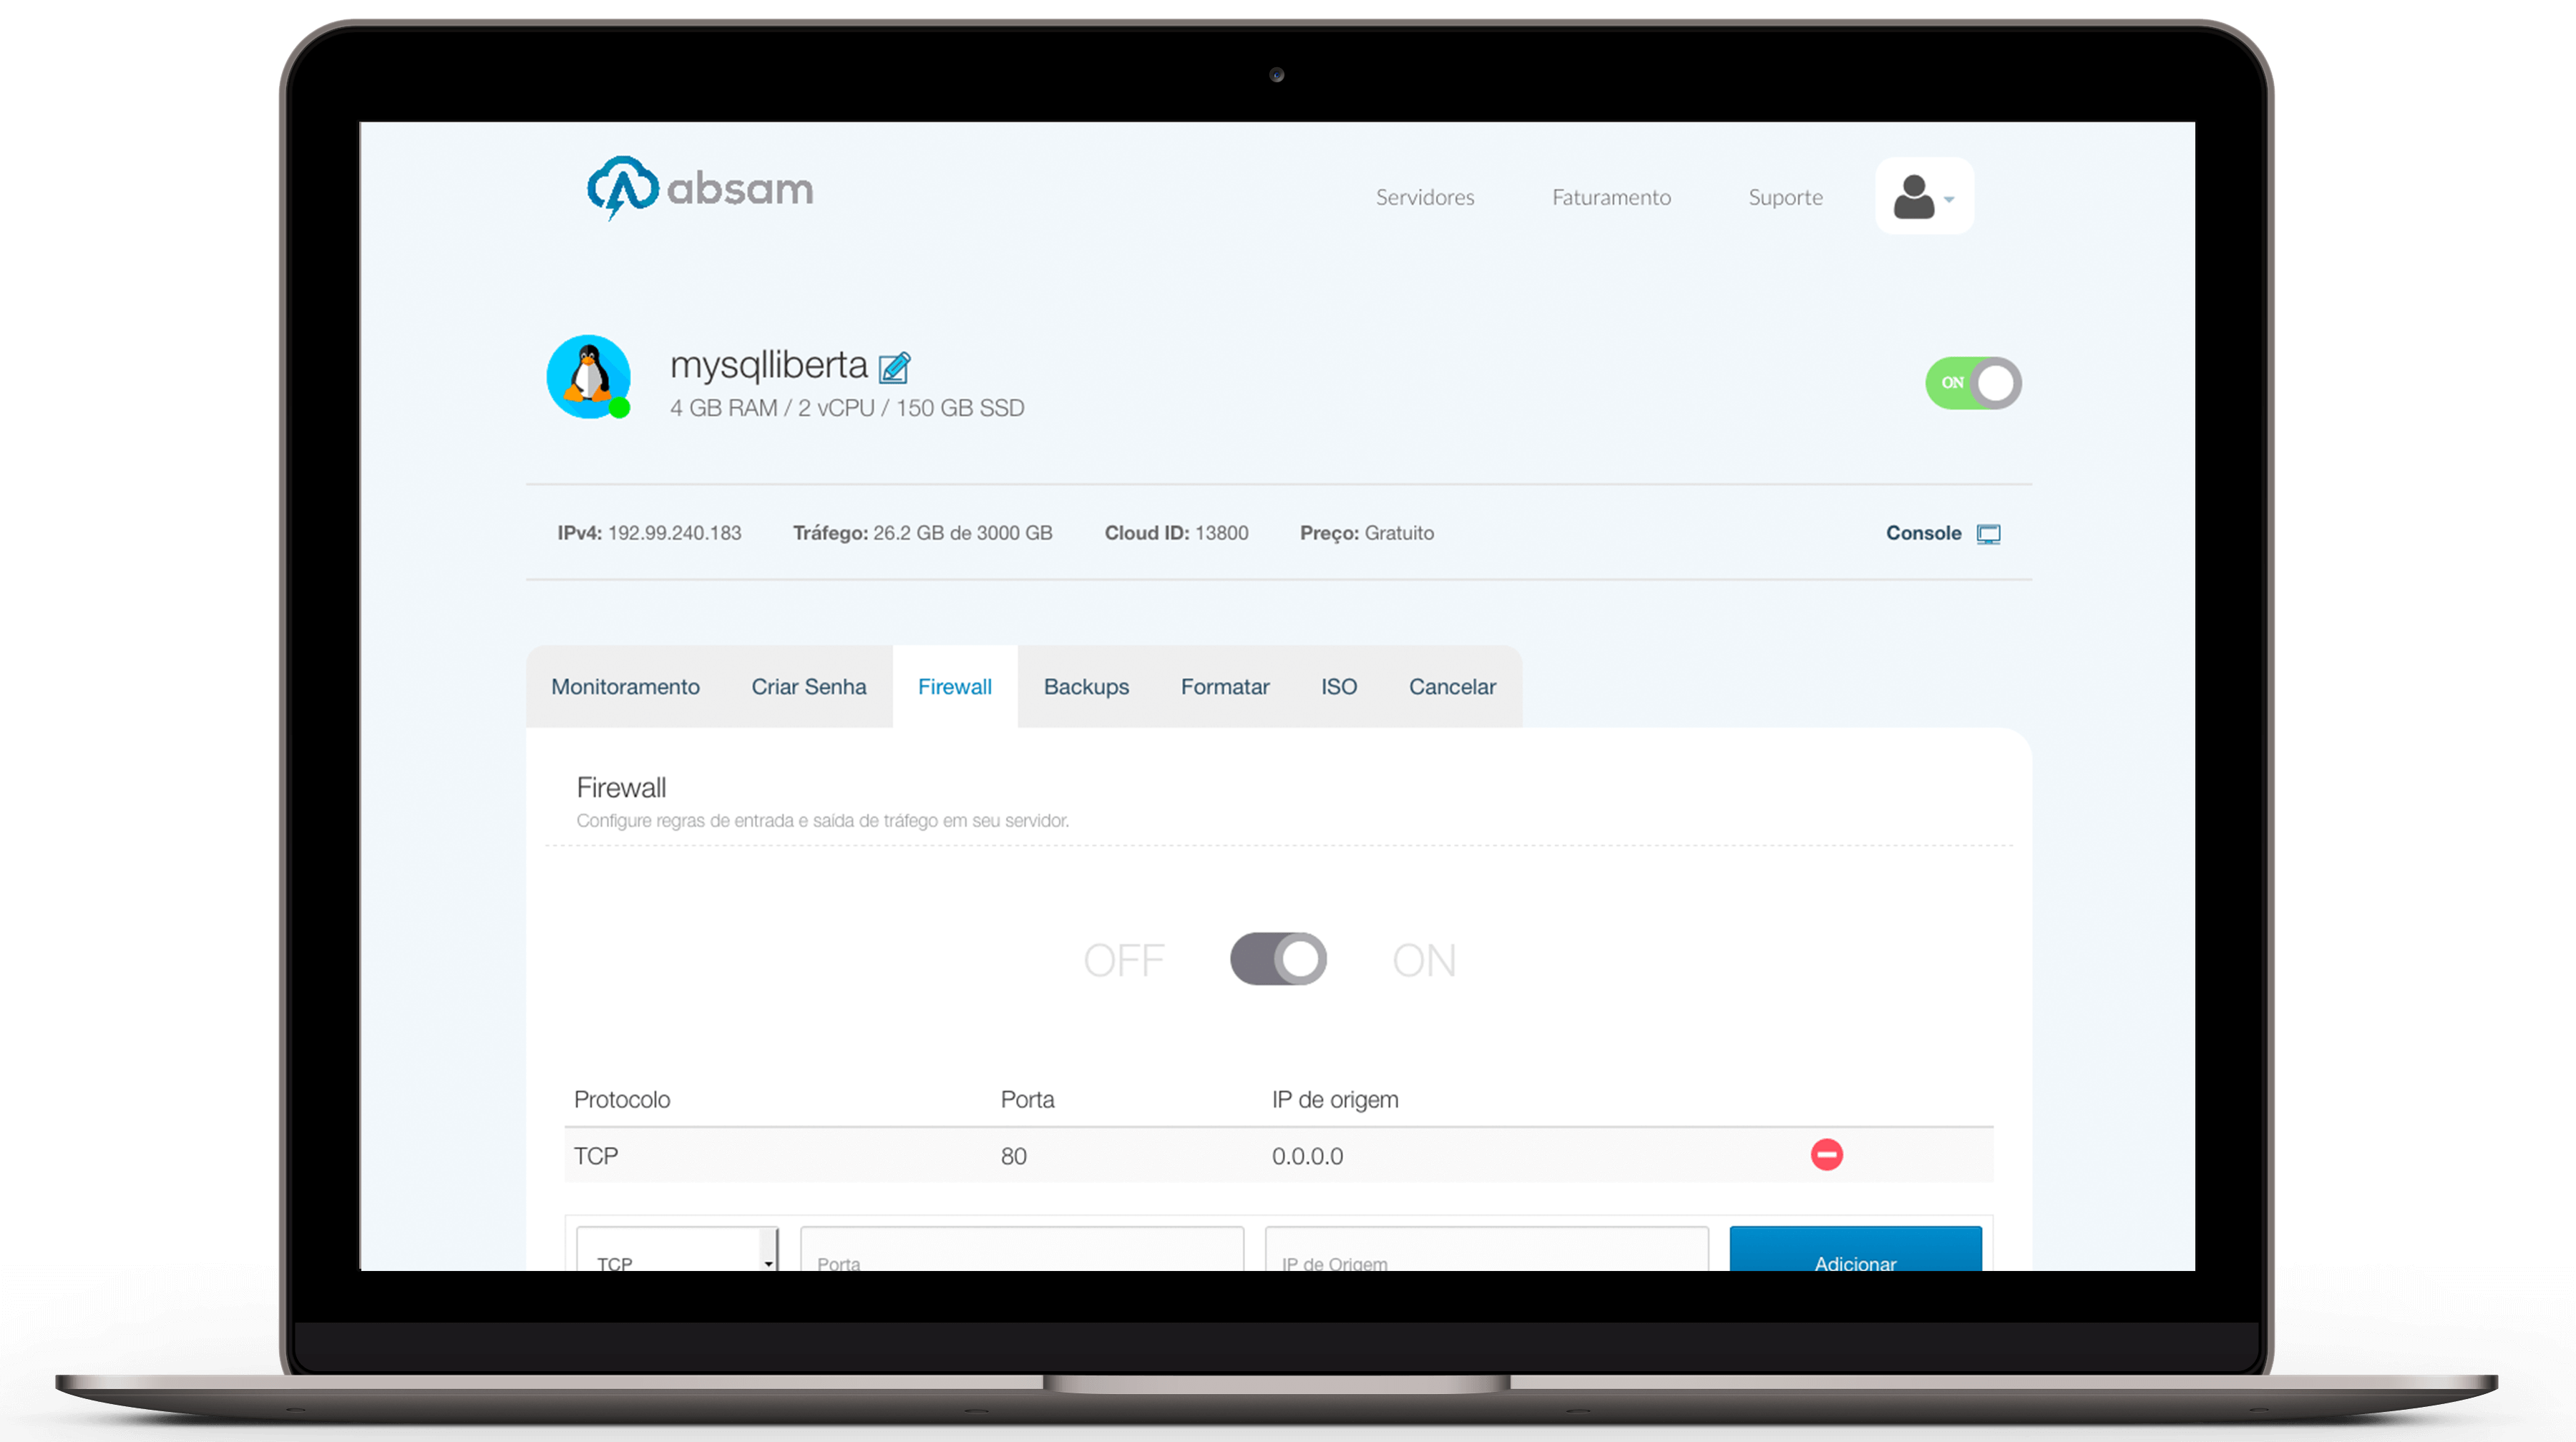 absam
Servidores Faturamento Suporte
mysqlliberta
4 GB RAM / 2 vCPU / 150 GB SSD
ON
IPv4: 192.99.240.183 Tráfego: 26.2 GB de 3000 GB Cloud ID: 13800 Preço: Gratuito Console
Monitoramento Criar Senha Firewall Backups Formatar ISO Cancelar
Firewall
Configure regras de entrada e saída de tráfego em seu servidor.
OFF ON
Protocolo Porta IP de origem
TCP 80 0.0.0.0
TCP Porta IP de Origem Adicionar